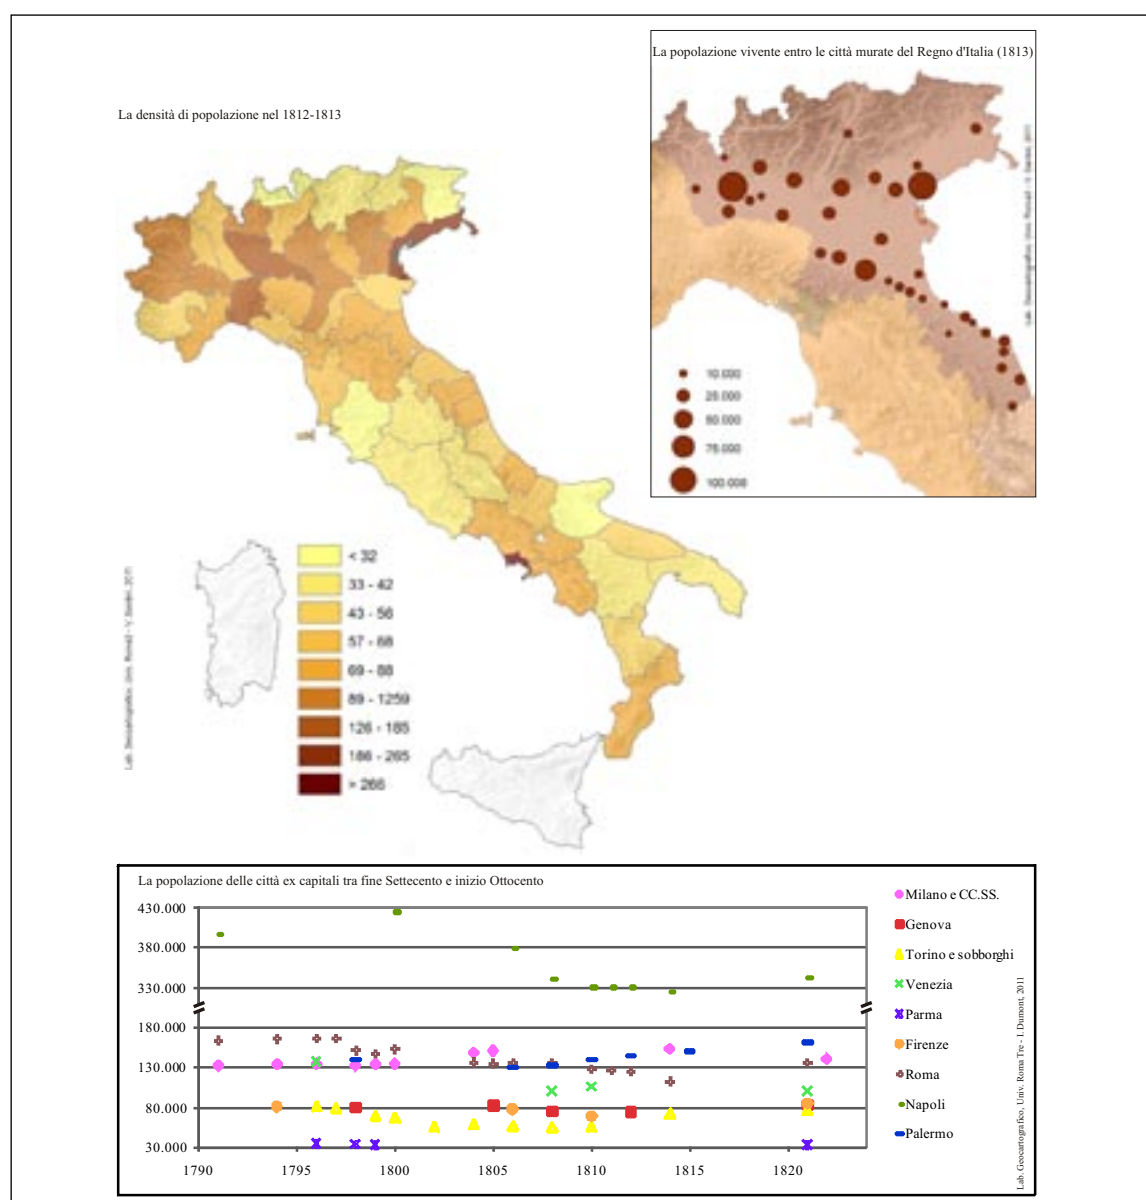 La popolazione vivente entro le città murate del Regno d'Italia (1813)
La densità di popolazione nel 1812-1813
10.000
25.000
50.000
75.000
100.000
< 32
33 - 42
43 - 56
57 - 68
69 - 88
89 - 1259
126 - 185
186 - 265
> 266
La popolazione delle città ex capitali tra fine Settecento e inizio Ottocento
430.000
380.000
330.000
180.000
130.000
80.000
30.000
1790
1795
1800
1805
1810
1815
1820
Milano e CC.SS.
Genova
Torino e sobborghi
Venezia
Parma
Firenze
Roma
Napoli
Palermo
Lab. Geocartografico, Univ. Roma Tre - I. Dumont, 2011